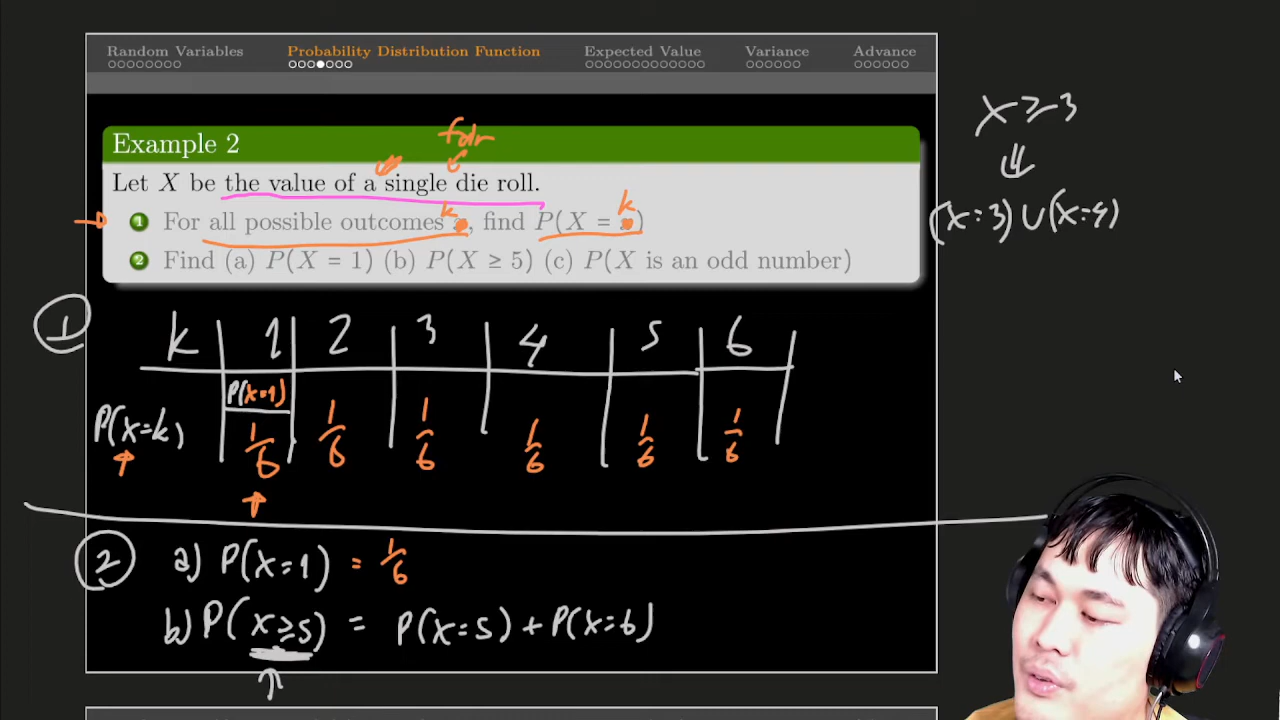 Random Variables Probability Distribution Function Expected Value Variance Advance
Example 2
fair
Let X be the value of a single die roll.
k k
1 For all possible outcomes , find P(X = )
2 Find (a) P(X = 1) (b) P(X ≥ 5) (c) P(X is an odd number)
X ≥ 3
⇓
(X=3) ∪ (X=4)
1
k 1 2 3 4 5 6
P(X=1)
P(X=k) 1/6 1/6 1/6 1/6 1/6 1/6
2 a) P(X=1) = 1/6
b) P(X≥5) = P(X=5) + P(X=6)